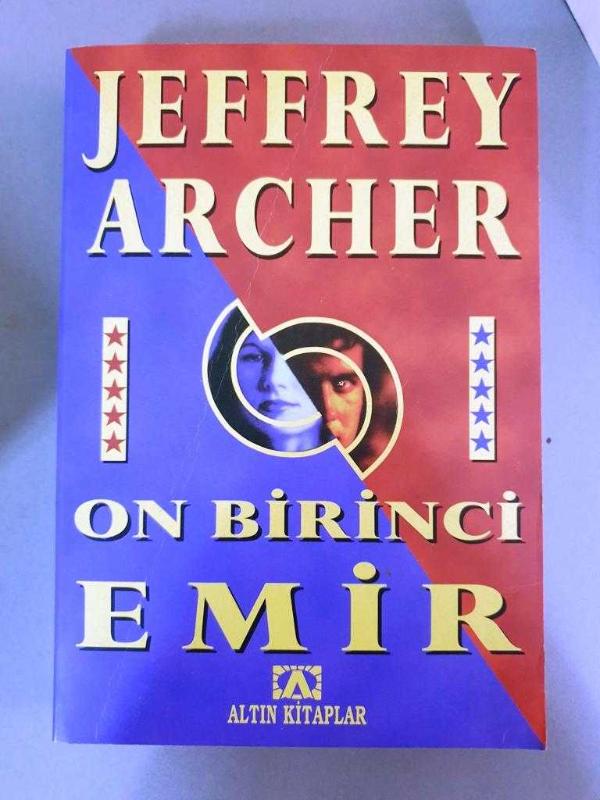 JEFFREY
ARCHER
ON BİRİNCİ
EMİR
ALTIN KİTAPLAR